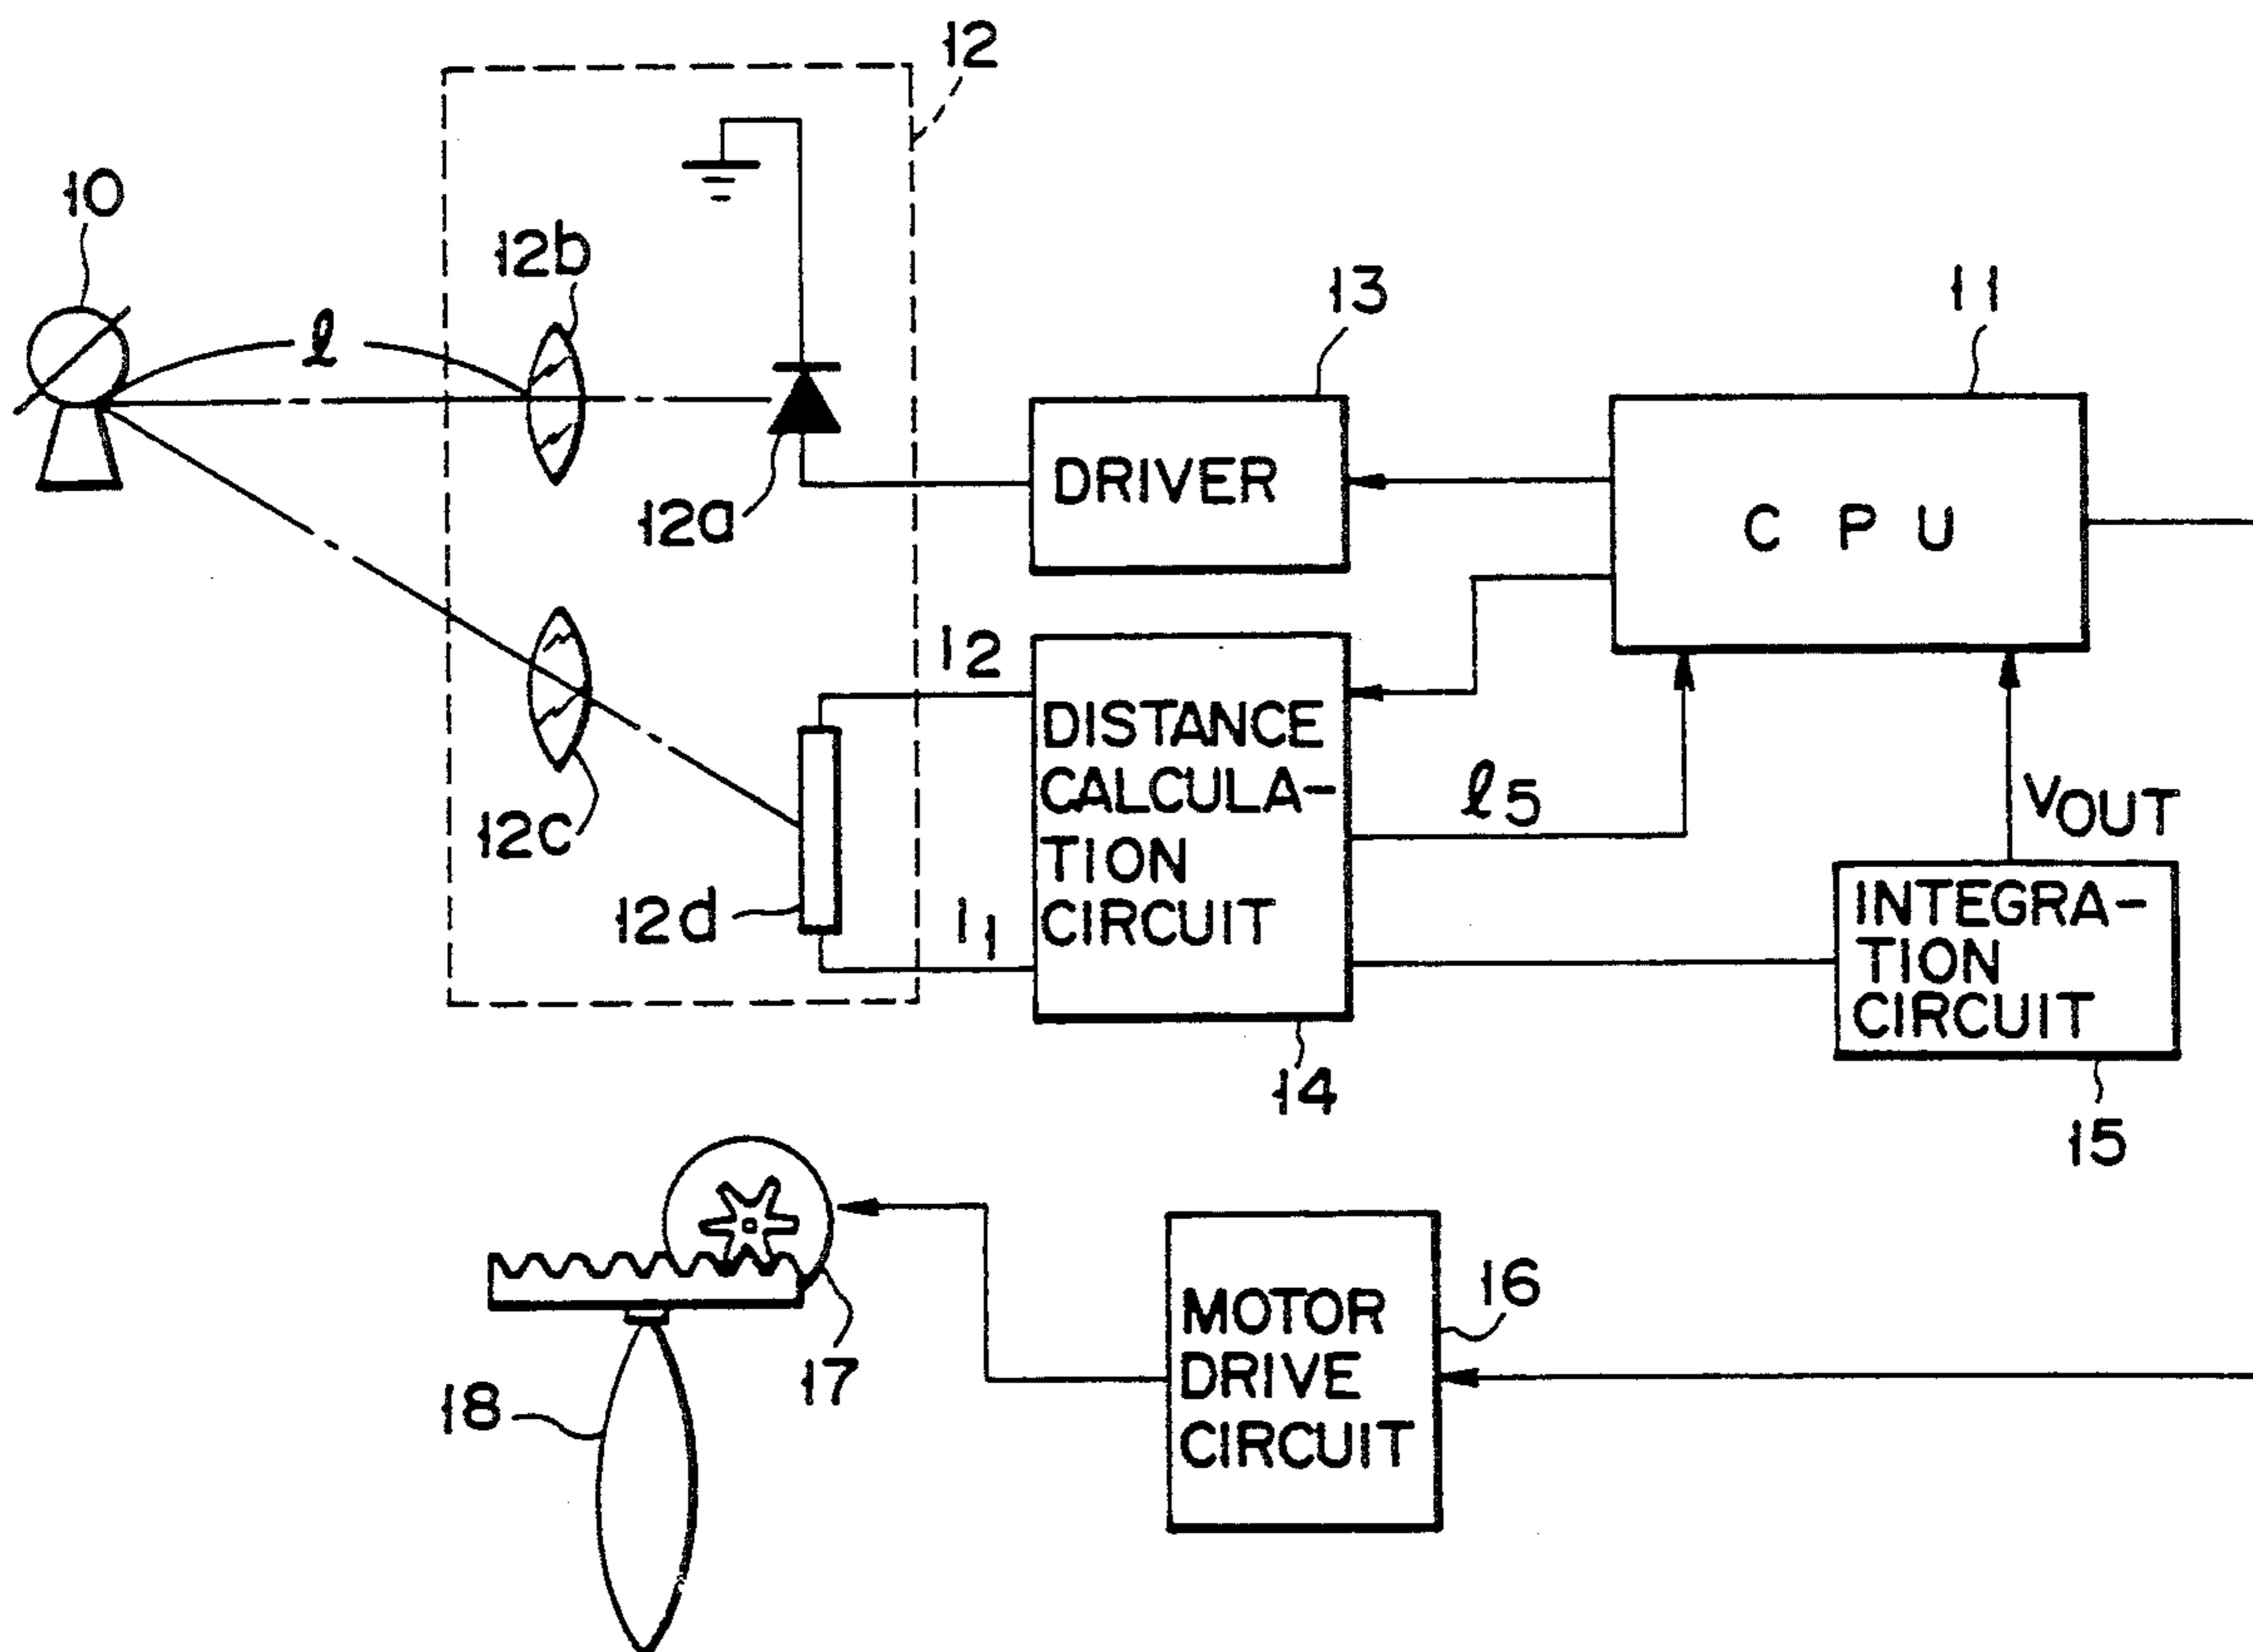 12
10
12b
ℓ
13
11
DRIVER
C P U
12a
I2
DISTANCE
CALCULA-
TION
CIRCUIT
ℓ5
VOUT
12c
12d
I1
INTEGRA-
TION
CIRCUIT
14
15
16
MOTOR
DRIVE
CIRCUIT
17
18